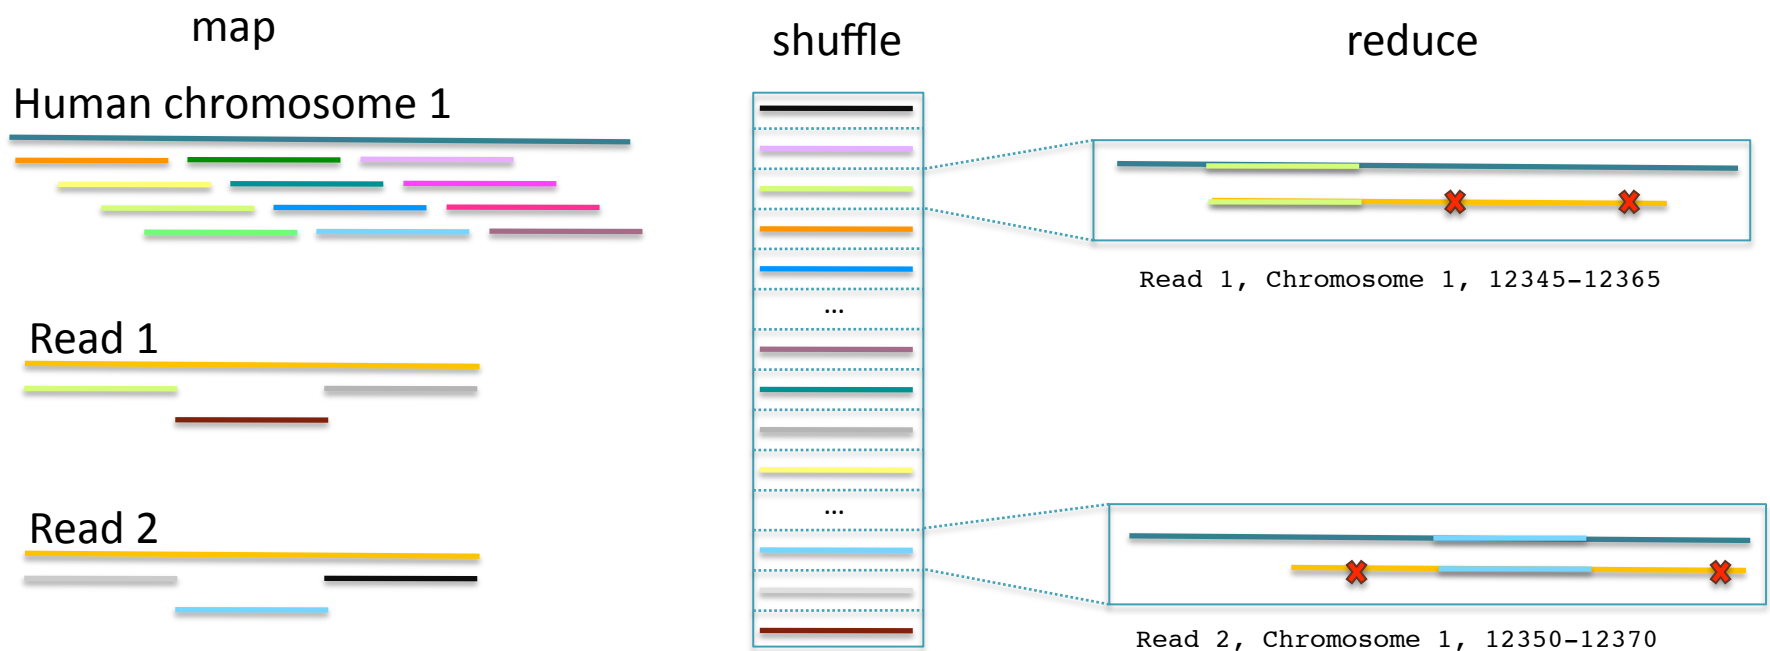 map
shuffle
reduce
Human chromosome 1
...
Read 1, Chromosome 1, 12345-12365
Read 1
...
Read 2
Read 2, Chromosome 1, 12350-12370